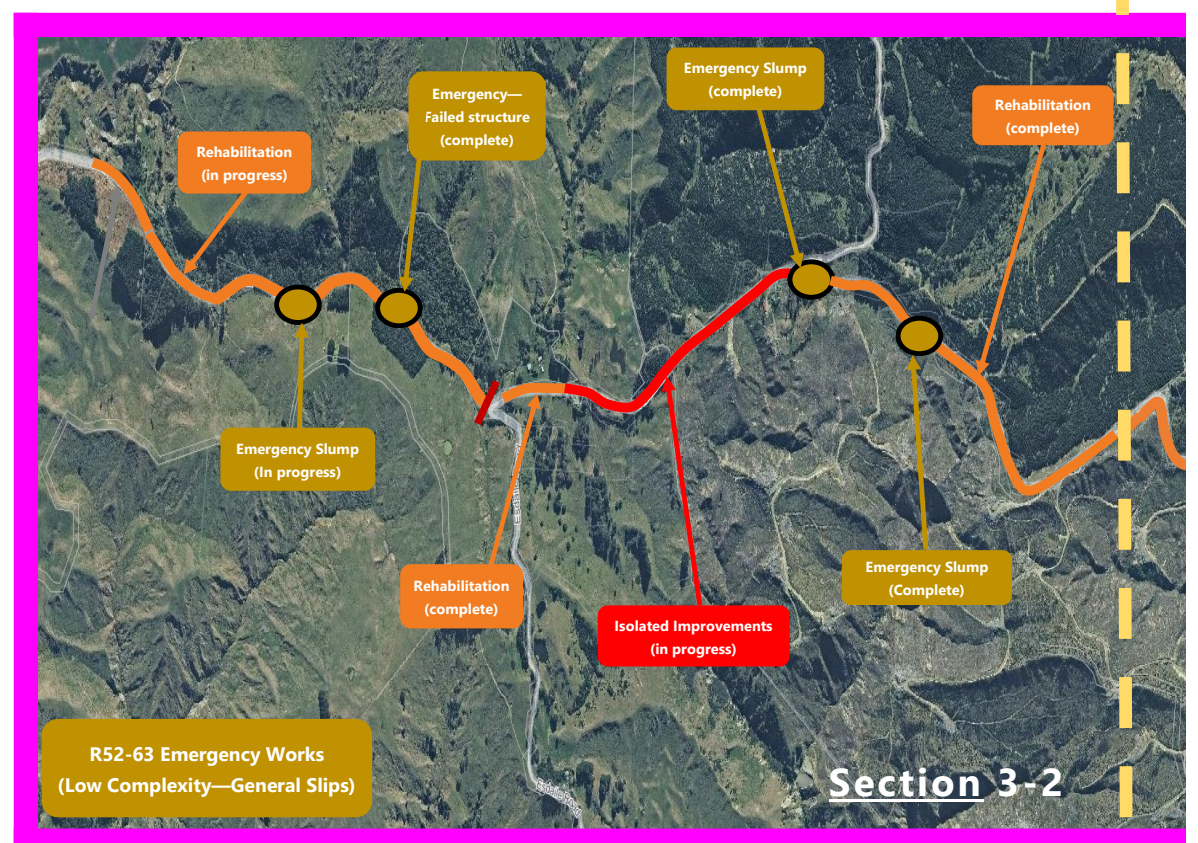 Emergency Slump
(complete)
Emergency—
Failed structure
(complete)
Rehabilitation
(complete)
Rehabilitation
(in progress)
Emergency Slump
(In progress)
Rehabilitation
(complete)
Emergency Slump
(Complete)
Isolated Improvements
(in progress)
R52-63 Emergency Works
(Low Complexity—General Slips)
Section 3-2